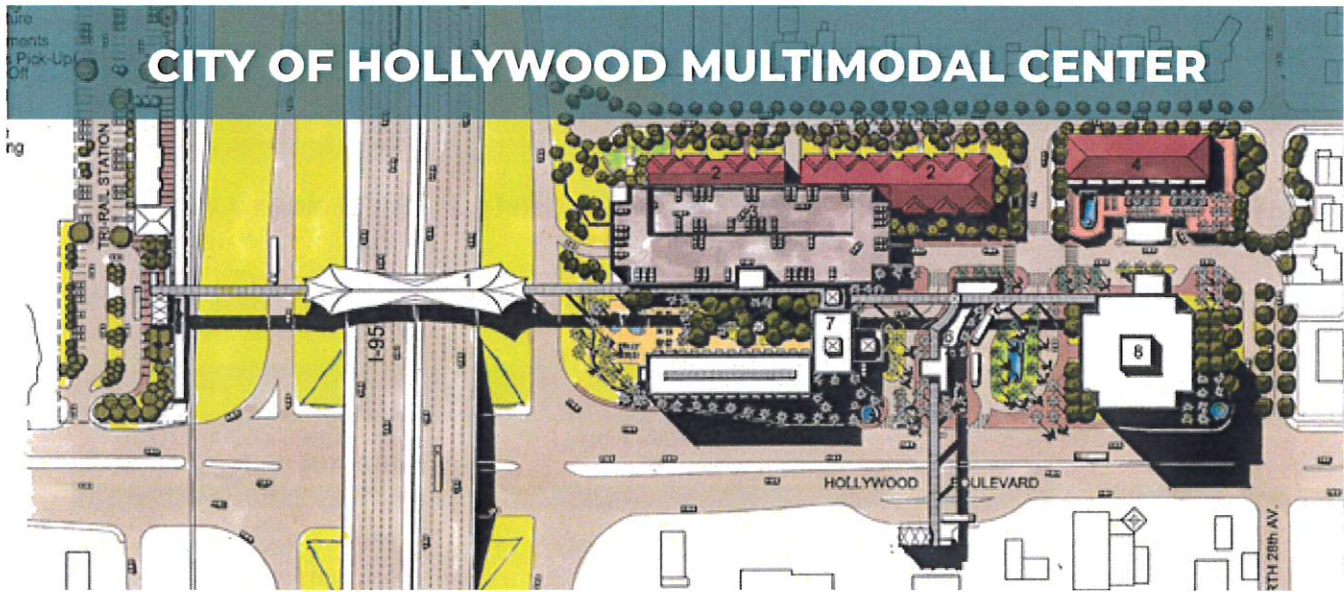 CITY OF HOLLYWOOD MULTIMODAL CENTER
ments
s Pick-Up/
Off
ng
TRI-RAIL STATION
2
2
4
1
I-95
7
8
HOLLYWOOD BOULEVARD
RTH 28th AV.